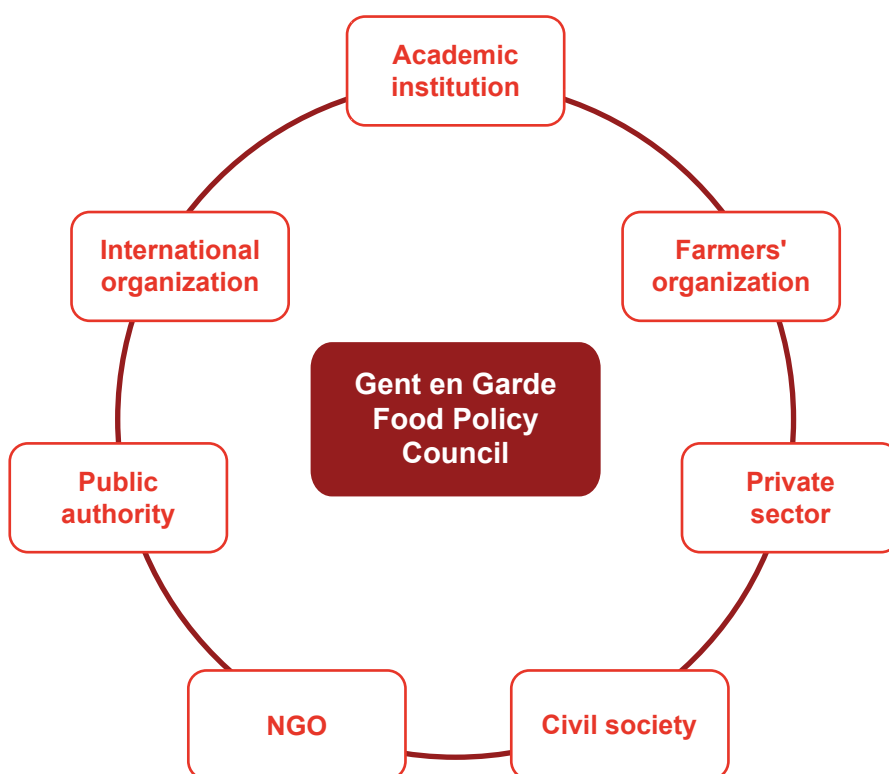 Academic
institution
International
organization
Farmers'
organization
Gent en Garde
Food Policy
Council
Public
authority
Private
sector
NGO
Civil society